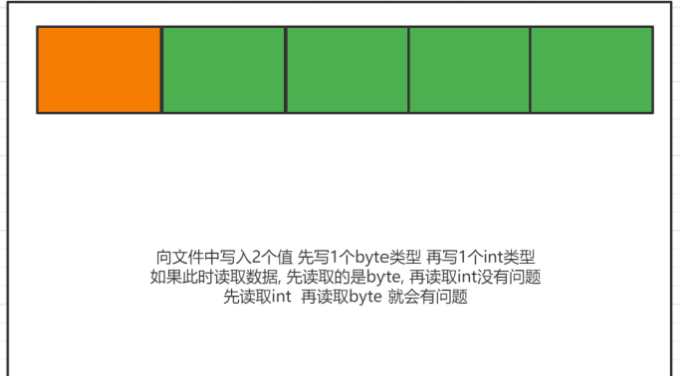 向文件中写入2个值 先写1个byte类型 再写1个int类型
如果此时读取数据, 先读取的是byte, 再读取int没有问题
先读取int  再读取byte 就会有问题